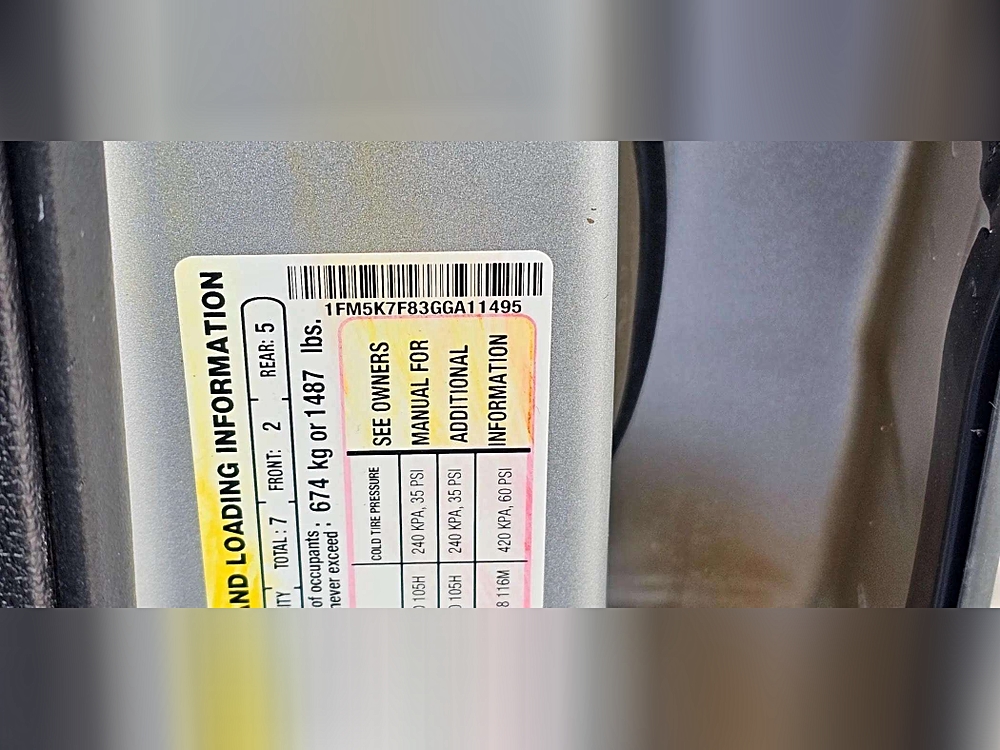 1FM5K7F83GGA11495
AND LOADING INFORMATION
TOTAL : 7 FRONT: 2 REAR: 5
of occupants
never exceed : 674 kg or 1487 lbs.
COLD TIRE PRESSURE
105H 240 KPA, 35 PSI
105H 240 KPA, 35 PSI
116M 420 KPA, 60 PSI
SEE OWNERS
MANUAL FOR
ADDITIONAL
INFORMATION